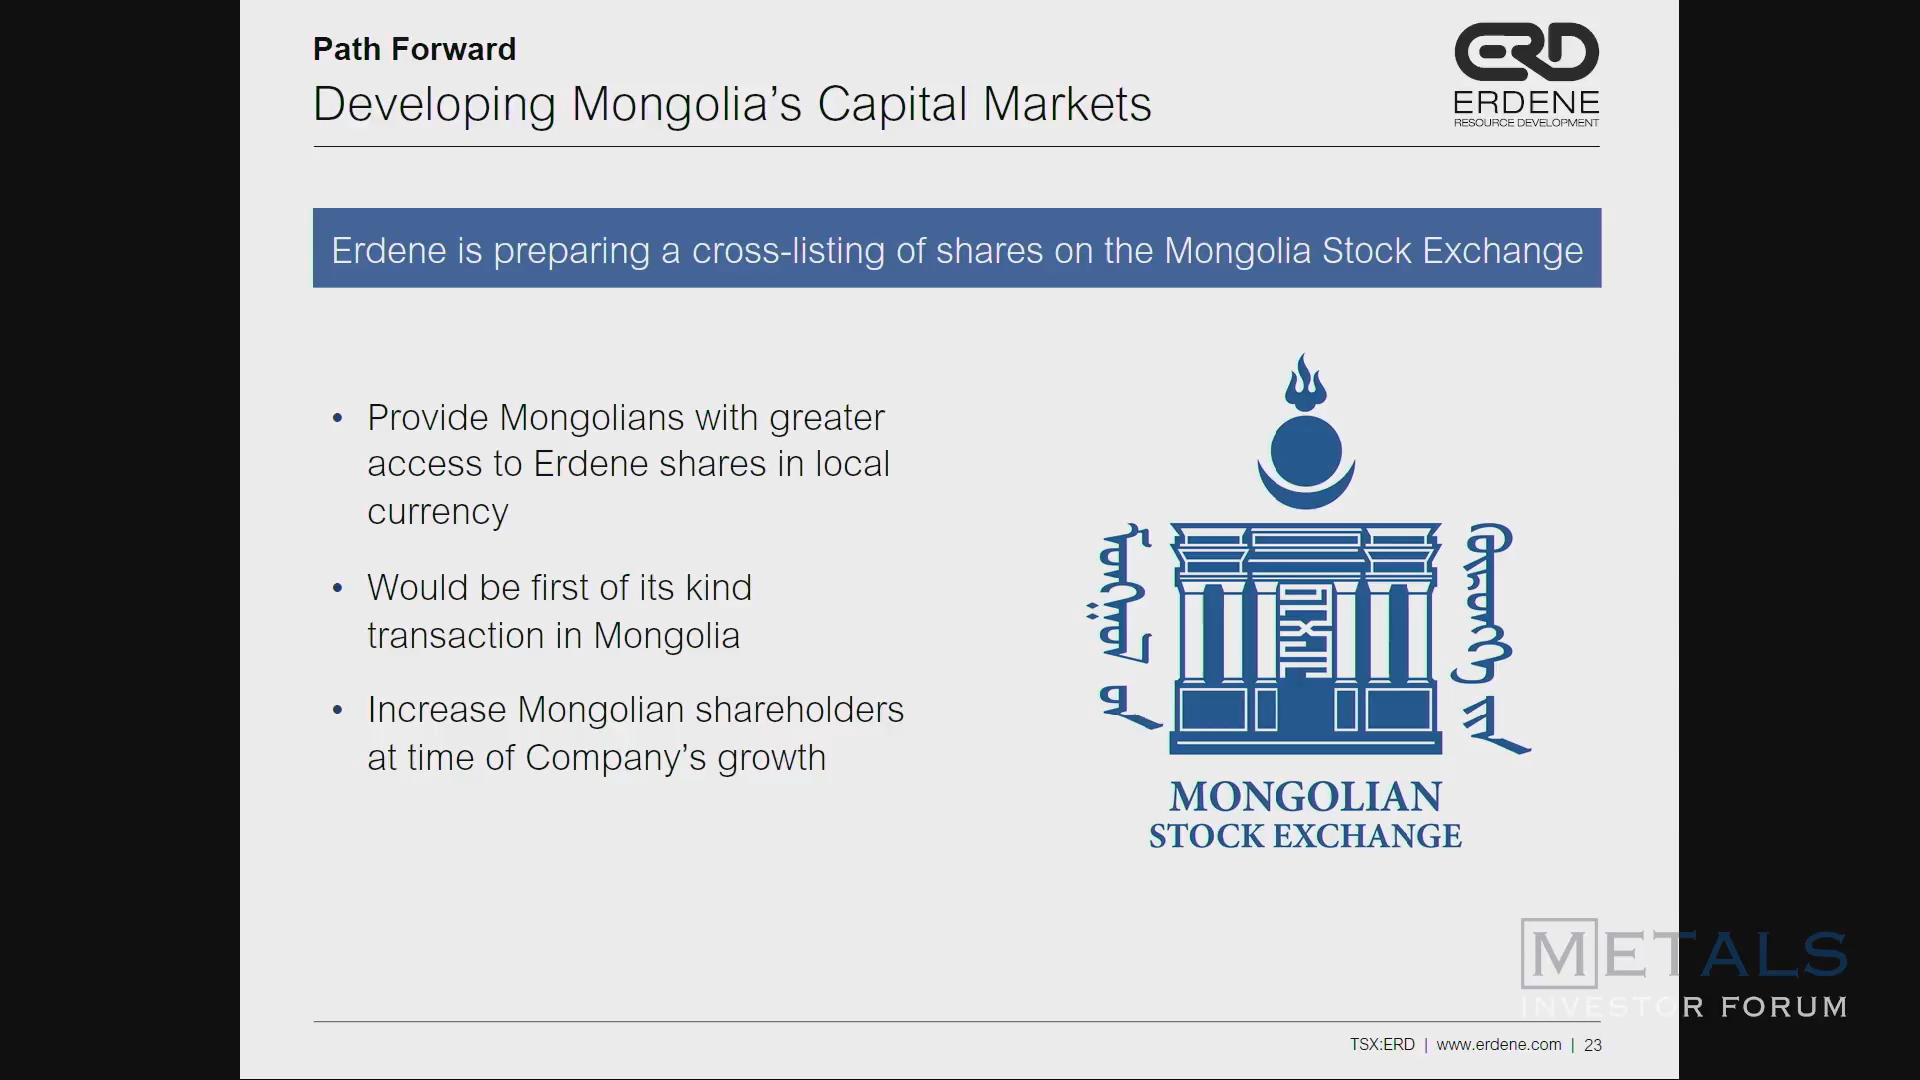 Path Forward
Developing Mongolia’s Capital Markets
ERD
ERDENE
RESOURCE DEVELOPMENT
Erdene is preparing a cross-listing of shares on the Mongolia Stock Exchange
• Provide Mongolians with greater
access to Erdene shares in local
currency
• Would be first of its kind
transaction in Mongolia
• Increase Mongolian shareholders
at time of Company’s growth
MONGOLIAN
STOCK EXCHANGE
METALS
INVESTOR FORUM
TSX:ERD | www.erdene.com | 23